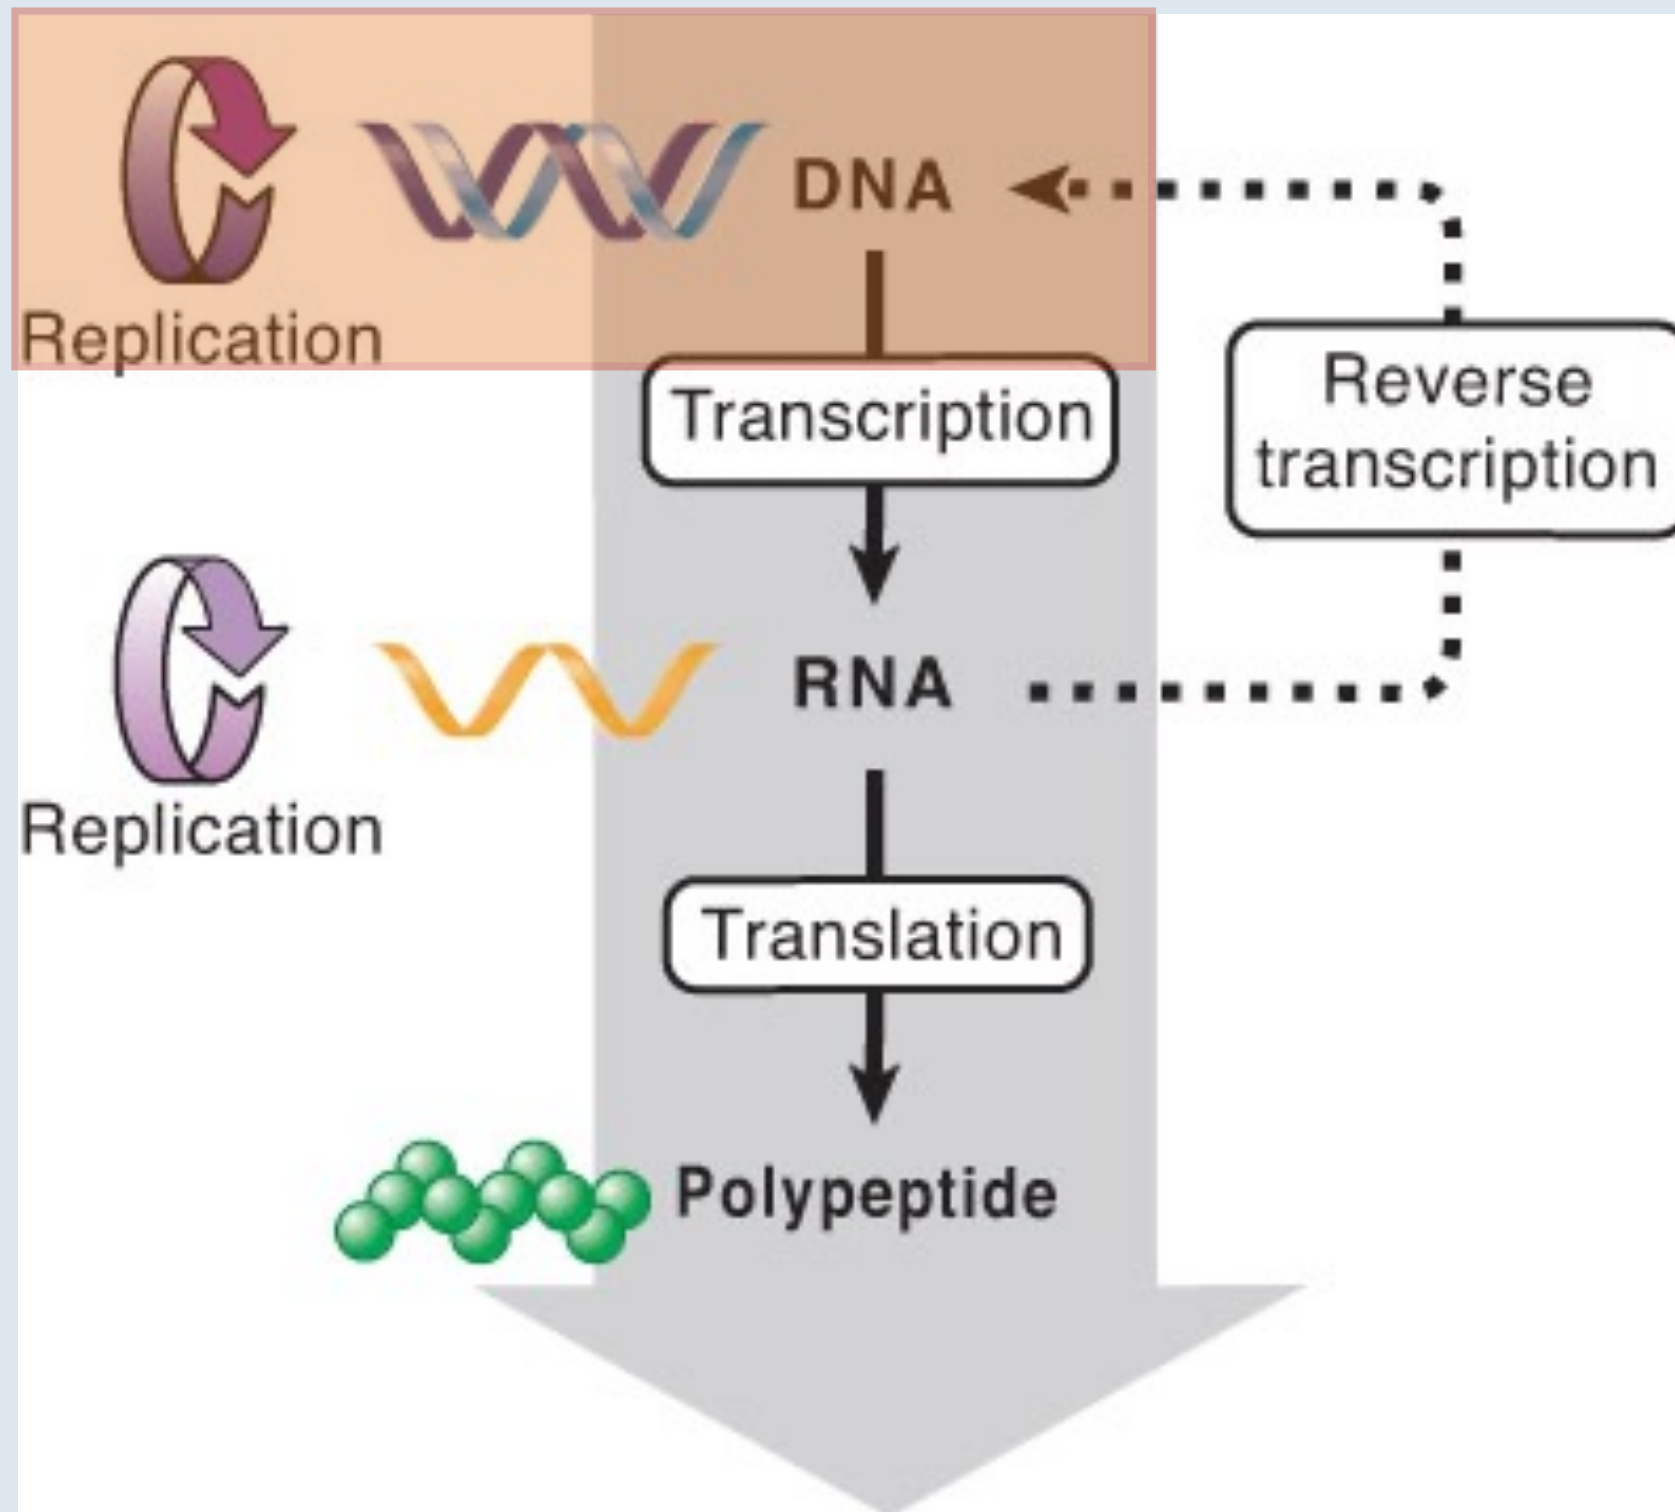 DNA
Replication
Transcription
Reverse
transcription
RNA
Replication
Translation
Polypeptide